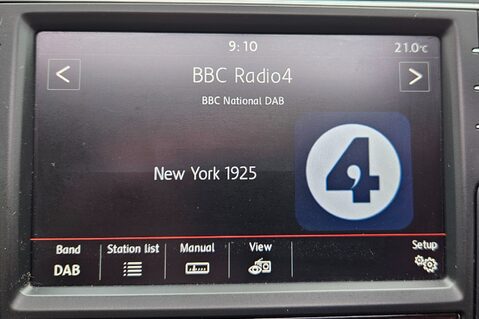 9:10
21.0°C
< BBC Radio4 >
BBC National DAB
New York 1925
4
Band Station list Manual View Setup
DAB